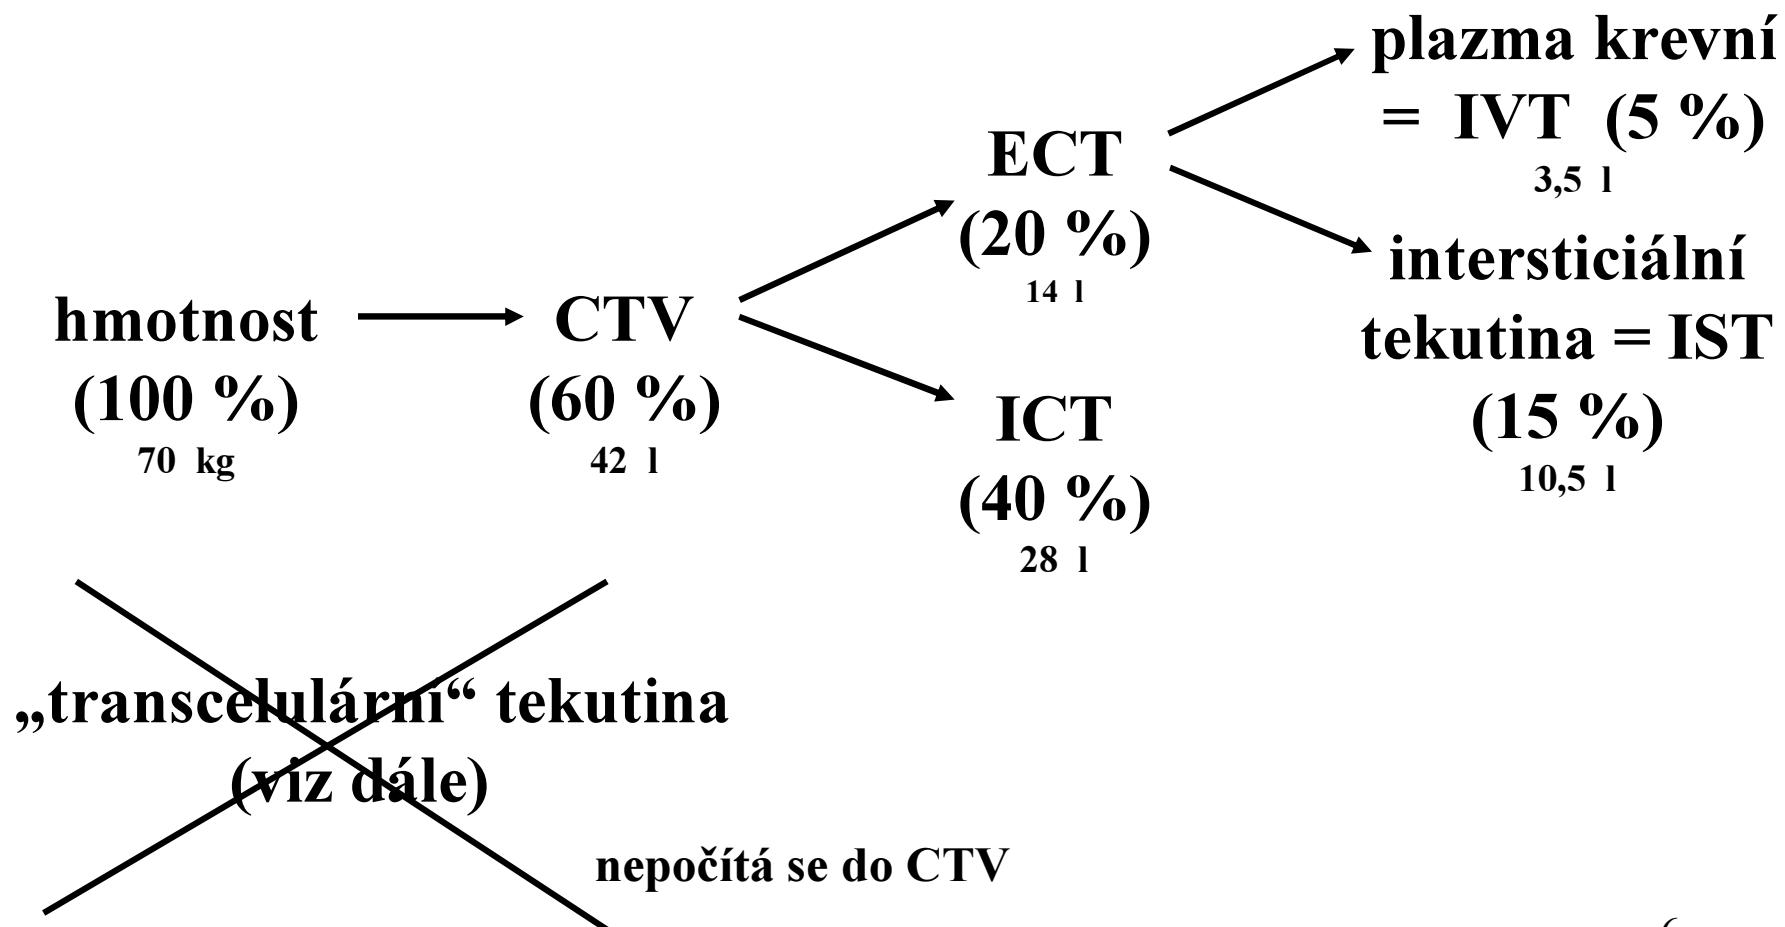 plazma krevní
= IVT (5 %)
3,5 l
ECT
(20 %)
14 l
intersticiální
tekutina = IST
(15 %)
10,5 l
hmotnost
(100 %)
70 kg
CTV
(60 %)
42 l
ICT
(40 %)
28 l
„transcelulární“ tekutina
(viz dále)
nepočítá se do CTV